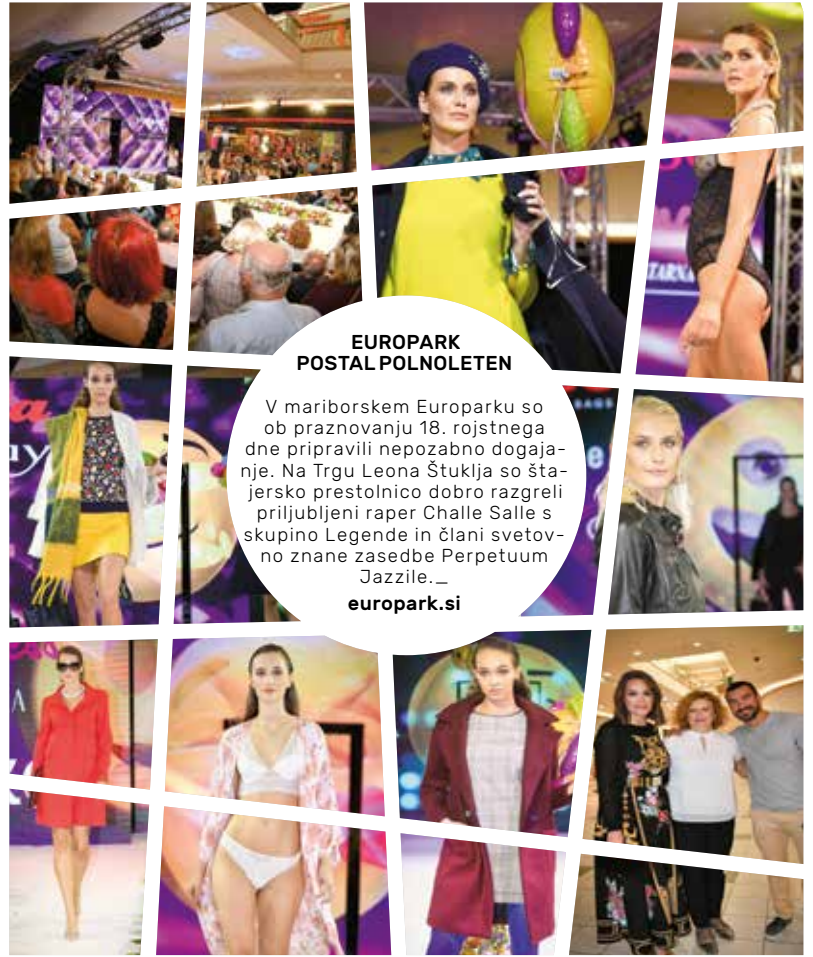 EUROPARK
POSTAL POLNOLETEN
V mariborskem Europarku so
ob praznovanju 18. rojstnega
dne pripravili nepozabno dogaja-
nje. Na Trgu Leona Štuklja so šta-
jersko prestolnico dobro razgreli
priljubljeni raper Challe Salle s
skupino Legende in člani svetov-
no znane zasedbe Perpetuum
Jazzile._
europark.si
BAGS